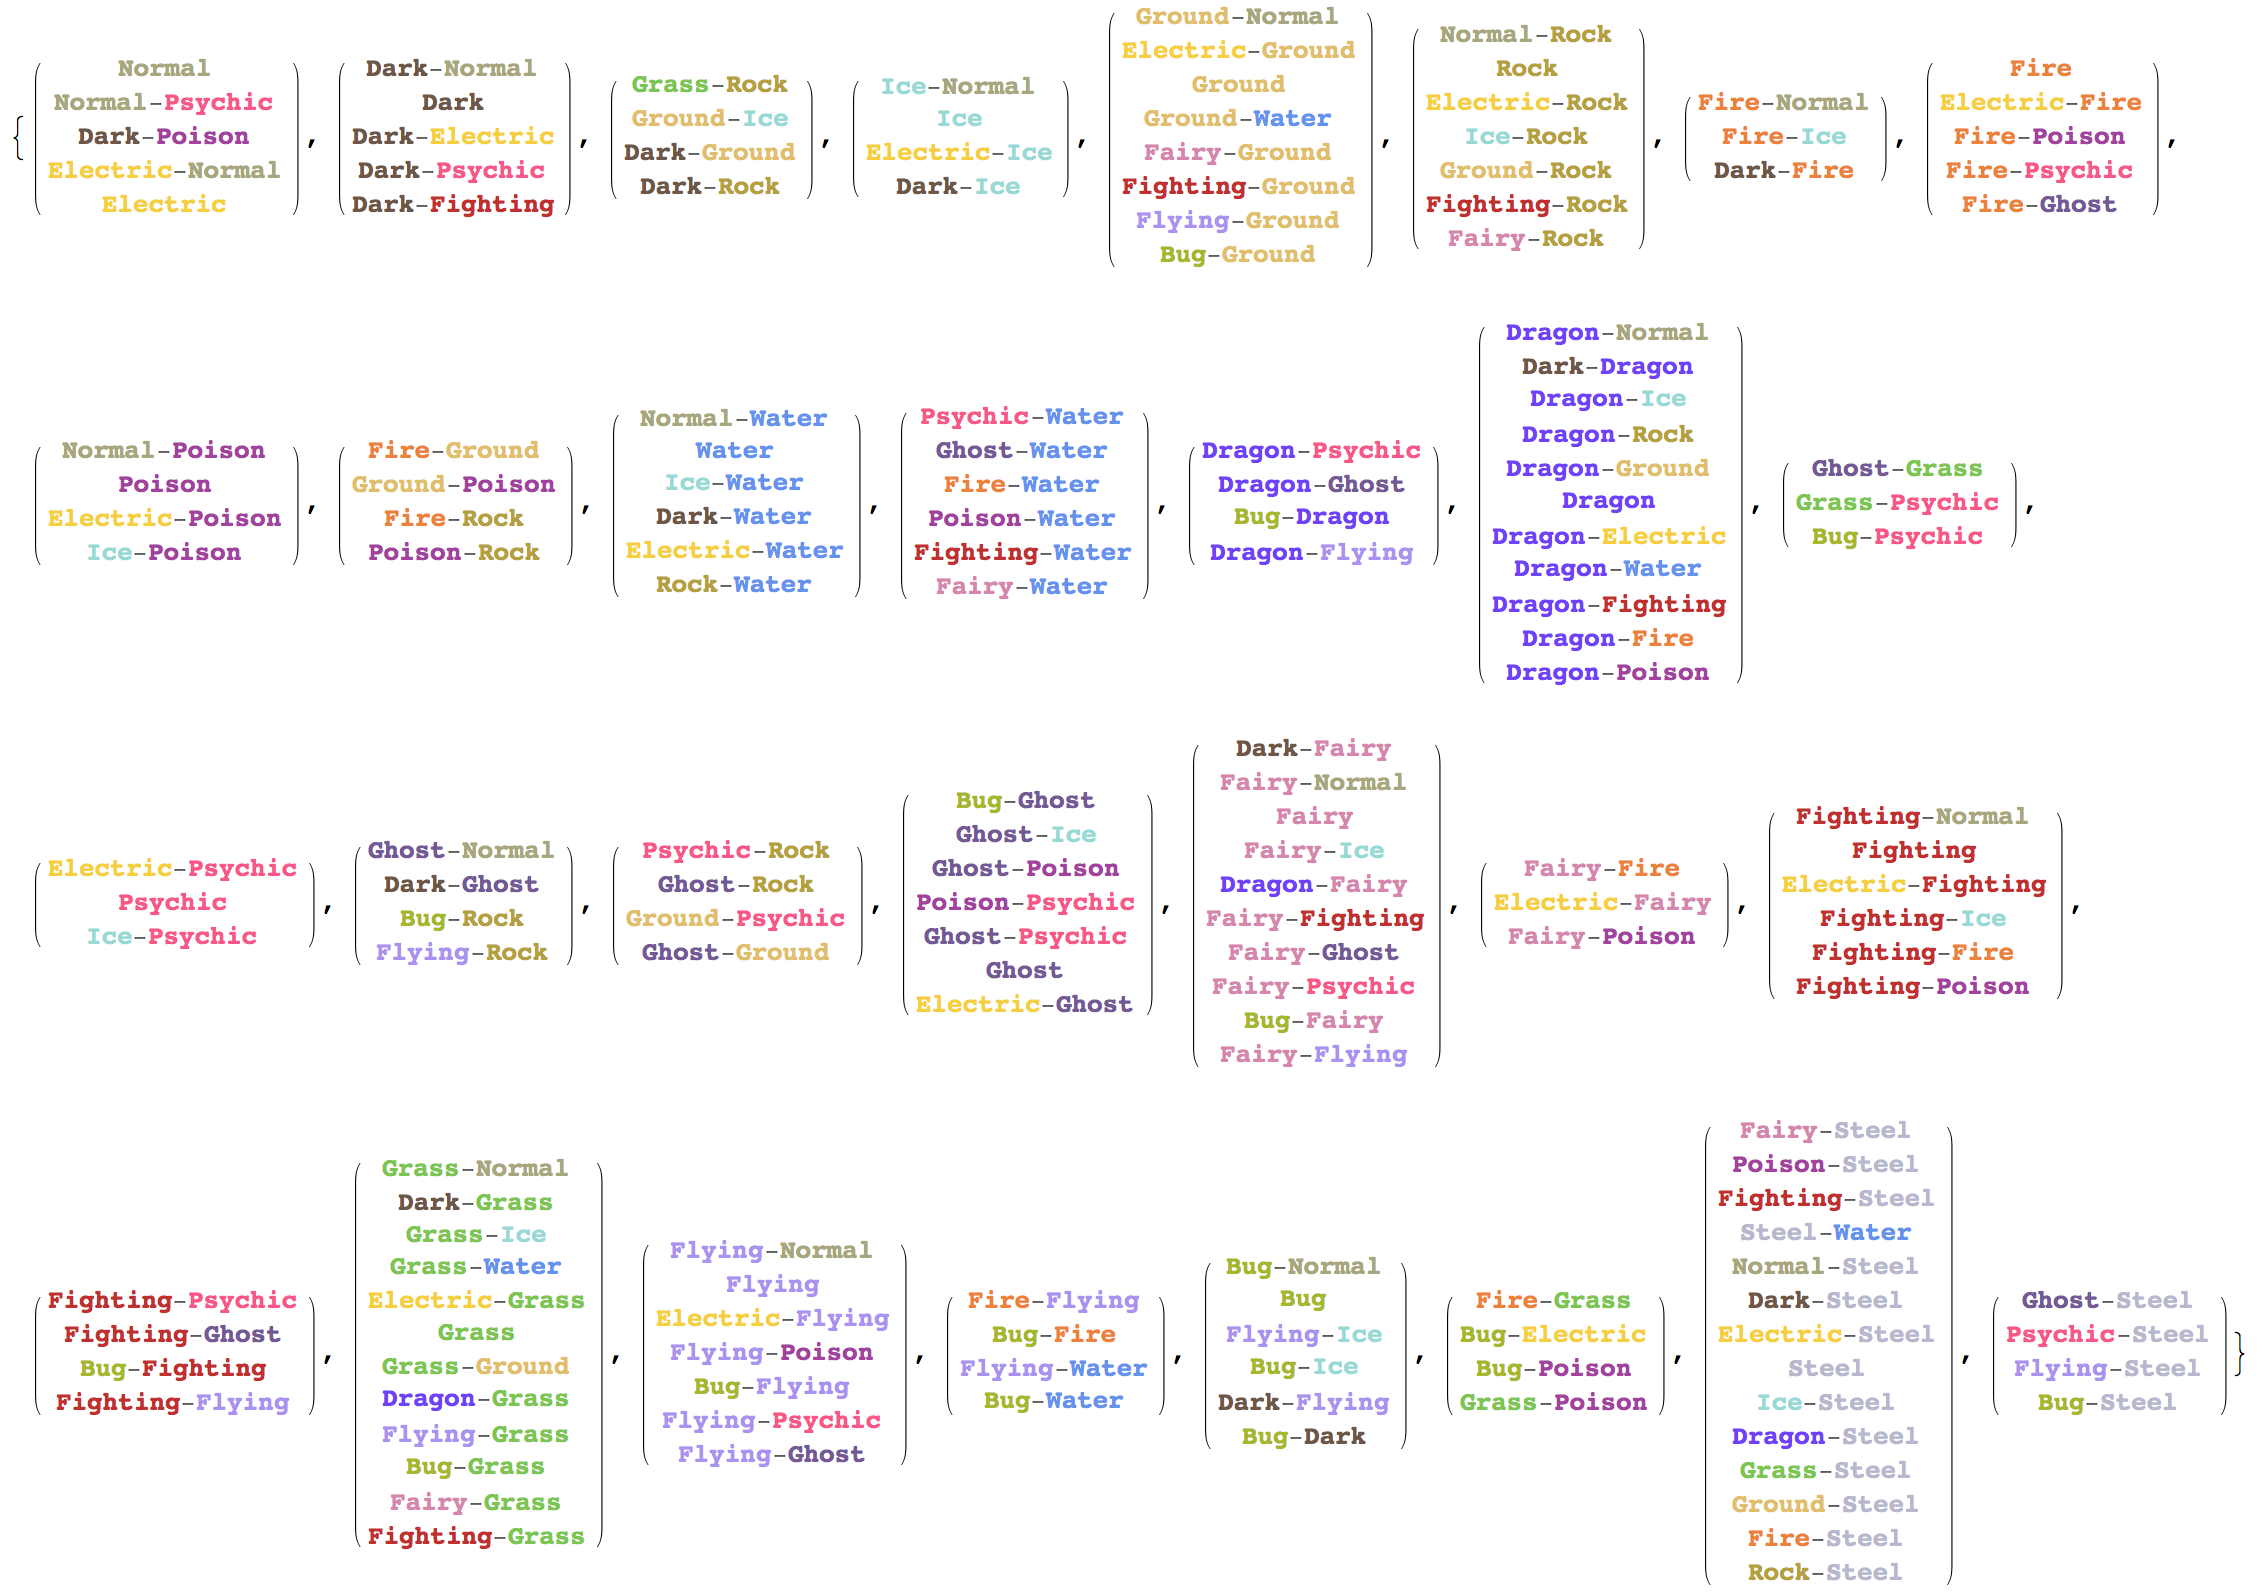 {
Normal
Normal-Psychic
Dark-Poison
Electric-Normal
Electric
,
Dark-Normal
Dark
Dark-Electric
Dark-Psychic
Dark-Fighting
,
Grass-Rock
Ground-Ice
Dark-Ground
Dark-Rock
,
Ice-Normal
Ice
Electric-Ice
Dark-Ice
,
Ground-Normal
Electric-Ground
Ground
Ground-Water
Fairy-Ground
Fighting-Ground
Flying-Ground
Bug-Ground
,
Normal-Rock
Rock
Electric-Rock
Ice-Rock
Ground-Rock
Fighting-Rock
Fairy-Rock
,
Fire-Normal
Fire-Ice
Dark-Fire
,
Fire
Electric-Fire
Fire-Poison
Fire-Psychic
Fire-Ghost
,
Normal-Poison
Poison
Electric-Poison
Ice-Poison
,
Fire-Ground
Ground-Poison
Fire-Rock
Poison-Rock
,
Normal-Water
Water
Ice-Water
Dark-Water
Electric-Water
Rock-Water
,
Psychic-Water
Ghost-Water
Fire-Water
Poison-Water
Fighting-Water
Fairy-Water
,
Dragon-Psychic
Dragon-Ghost
Bug-Dragon
Dragon-Flying
,
Dragon-Normal
Dark-Dragon
Dragon-Ice
Dragon-Rock
Dragon-Ground
Dragon
Dragon-Electric
Dragon-Water
Dragon-Fighting
Dragon-Fire
Dragon-Poison
,
Ghost-Grass
Grass-Psychic
Bug-Psychic
,
Electric-Psychic
Psychic
Ice-Psychic
,
Ghost-Normal
Dark-Ghost
Bug-Rock
Flying-Rock
,
Psychic-Rock
Ghost-Rock
Ground-Psychic
Ghost-Ground
,
Bug-Ghost
Ghost-Ice
Ghost-Poison
Poison-Psychic
Ghost-Psychic
Ghost
Electric-Ghost
,
Dark-Fairy
Fairy-Normal
Fairy
Fairy-Ice
Dragon-Fairy
Fairy-Fighting
Fairy-Ghost
Fairy-Psychic
Bug-Fairy
Fairy-Flying
,
Fairy-Fire
Electric-Fairy
Fairy-Poison
,
Fighting-Normal
Fighting
Electric-Fighting
Fighting-Ice
Fighting-Fire
Fighting-Poison
,
Fighting-Psychic
Fighting-Ghost
Bug-Fighting
Fighting-Flying
,
Grass-Normal
Dark-Grass
Grass-Ice
Grass-Water
Electric-Grass
Grass
Grass-Ground
Dragon-Grass
Flying-Grass
Bug-Grass
Fairy-Grass
Fighting-Grass
,
Flying-Normal
Flying
Electric-Flying
Flying-Poison
Bug-Flying
Flying-Psychic
Flying-Ghost
,
Fire-Flying
Bug-Fire
Flying-Water
Bug-Water
,
Bug-Normal
Bug
Flying-Ice
Bug-Ice
Dark-Flying
Bug-Dark
,
Fire-Grass
Bug-Electric
Bug-Poison
Grass-Poison
,
Fairy-Steel
Poison-Steel
Fighting-Steel
Steel-Water
Normal-Steel
Dark-Steel
Electric-Steel
Steel
Ice-Steel
Dragon-Steel
Grass-Steel
Ground-Steel
Fire-Steel
Rock-Steel
,
Ghost-Steel
Psychic-Steel
Flying-Steel
Bug-Steel
}